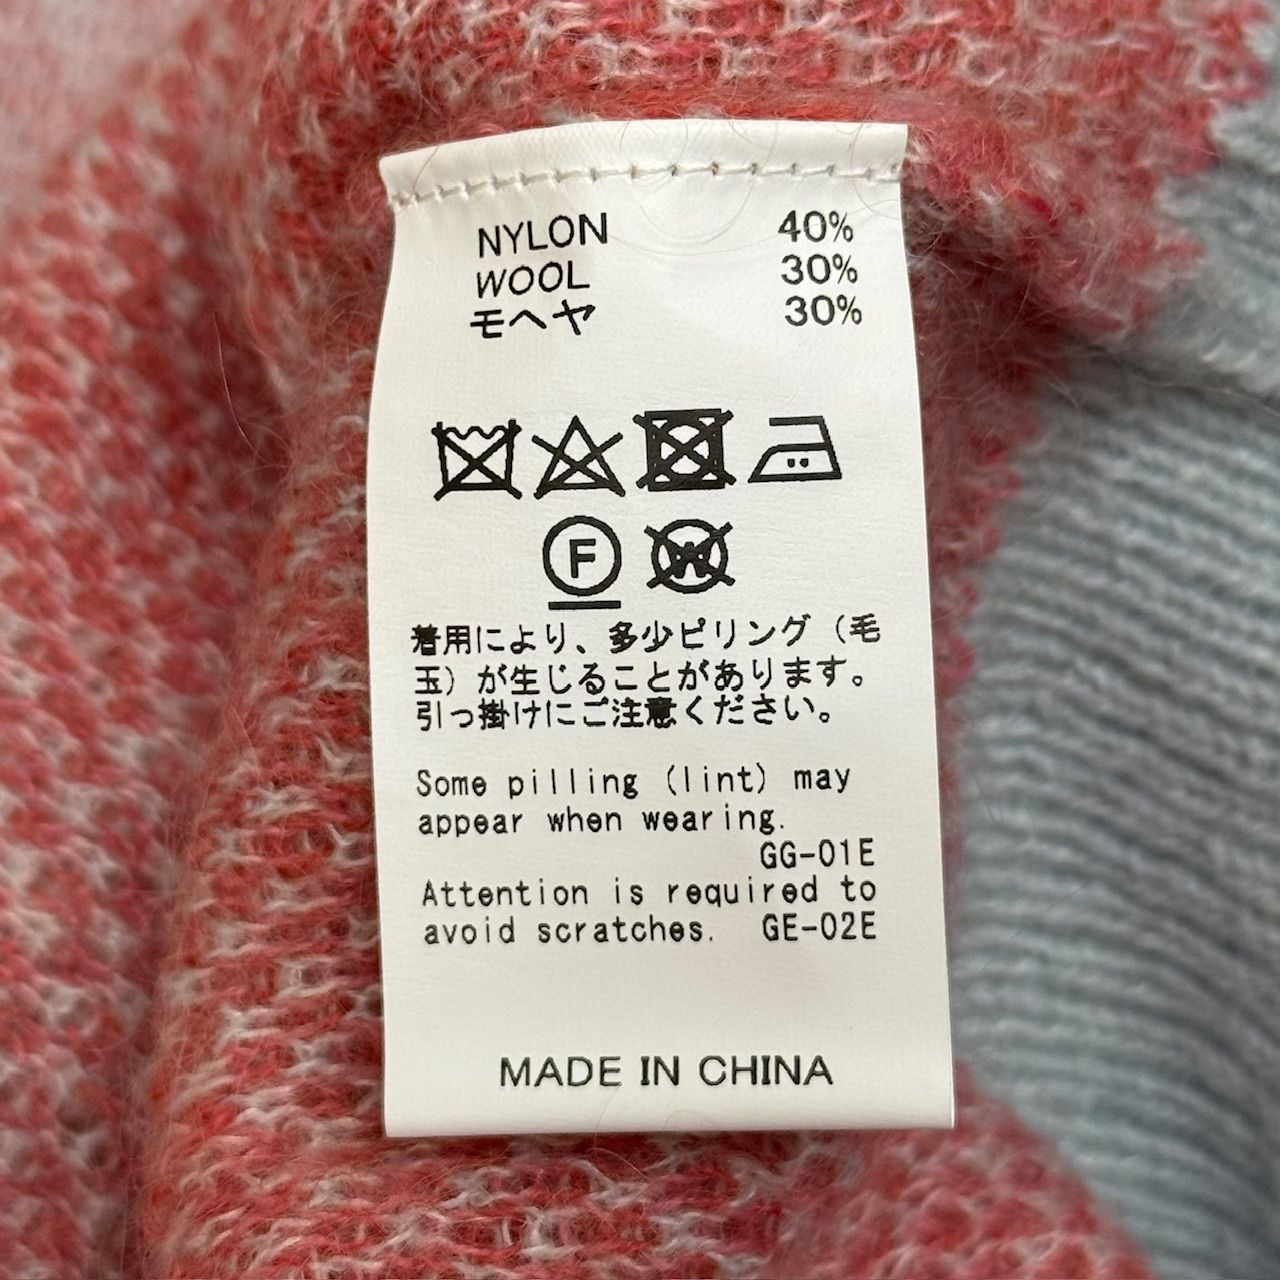 NYLON 40%
WOOL 30%
モヘヤ 30%
F
W
着用により、多少ピリング（毛
玉）が生じることがあります。
引っ掛けにご注意ください。
Some pilling (lint) may
appear when wearing.
GG-01E
Attention is required to
avoid scratches. GE-02E
MADE IN CHINA